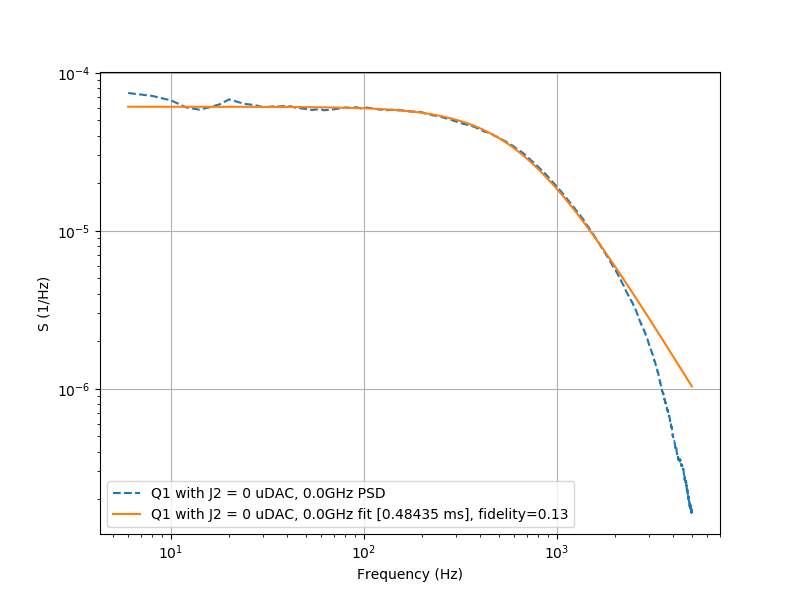 10⁻⁴
10⁻⁵
10⁻⁶
S (1/Hz)
Q1 with J2 = 0 uDAC, 0.0GHz PSD
Q1 with J2 = 0 uDAC, 0.0GHz fit [0.48435 ms], fidelity=0.13
10¹ 10² 10³
Frequency (Hz)